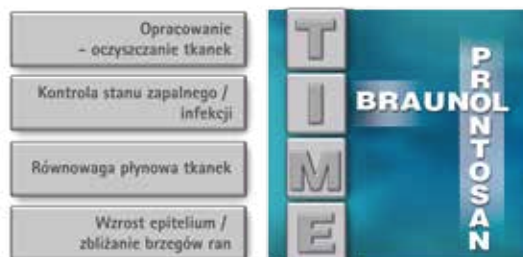 Opracowanie
– oczyszczanie tkanek
Kontrola stanu zapalnego /
infekcji
Równowaga płynowa tkanek
Wzrost epitelium /
zbliżanie brzegów ran
T
I
M
E
BRAUNOL
PRONTOSAN